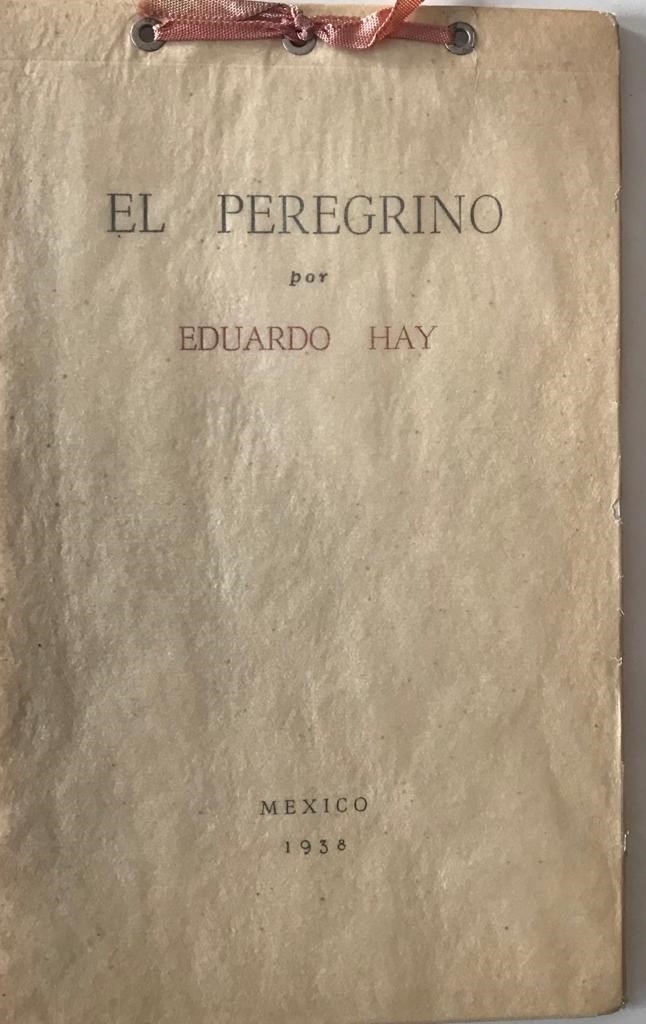 EL PEREGRINO
por
EDUARDO HAY
MEXICO
1938